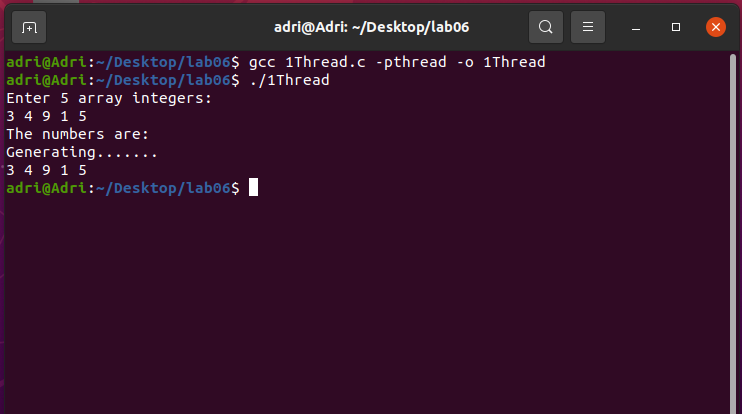 adri@Adri: ~/Desktop/lab06
adri@Adri:~/Desktop/lab06$ gcc 1Thread.c -pthread -o 1Thread
adri@Adri:~/Desktop/lab06$ ./1Thread
Enter 5 array integers:
3 4 9 1 5
The numbers are:
Generating.......
3 4 9 1 5
adri@Adri:~/Desktop/lab06$